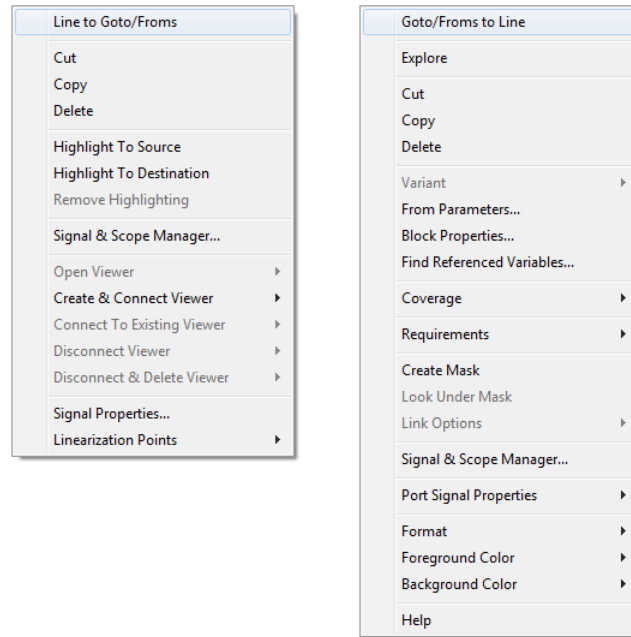 Line to Goto/Froms
Cut
Copy
Delete
Highlight To Source
Highlight To Destination
Remove Highlighting
Signal & Scope Manager...
Open Viewer
Create & Connect Viewer
Connect To Existing Viewer
Disconnect Viewer
Disconnect & Delete Viewer
Signal Properties...
Linearization Points
Goto/Froms to Line
Explore
Cut
Copy
Delete
Variant
From Parameters...
Block Properties...
Find Referenced Variables...
Coverage
Requirements
Create Mask
Look Under Mask
Link Options
Signal & Scope Manager...
Port Signal Properties
Format
Foreground Color
Background Color
Help